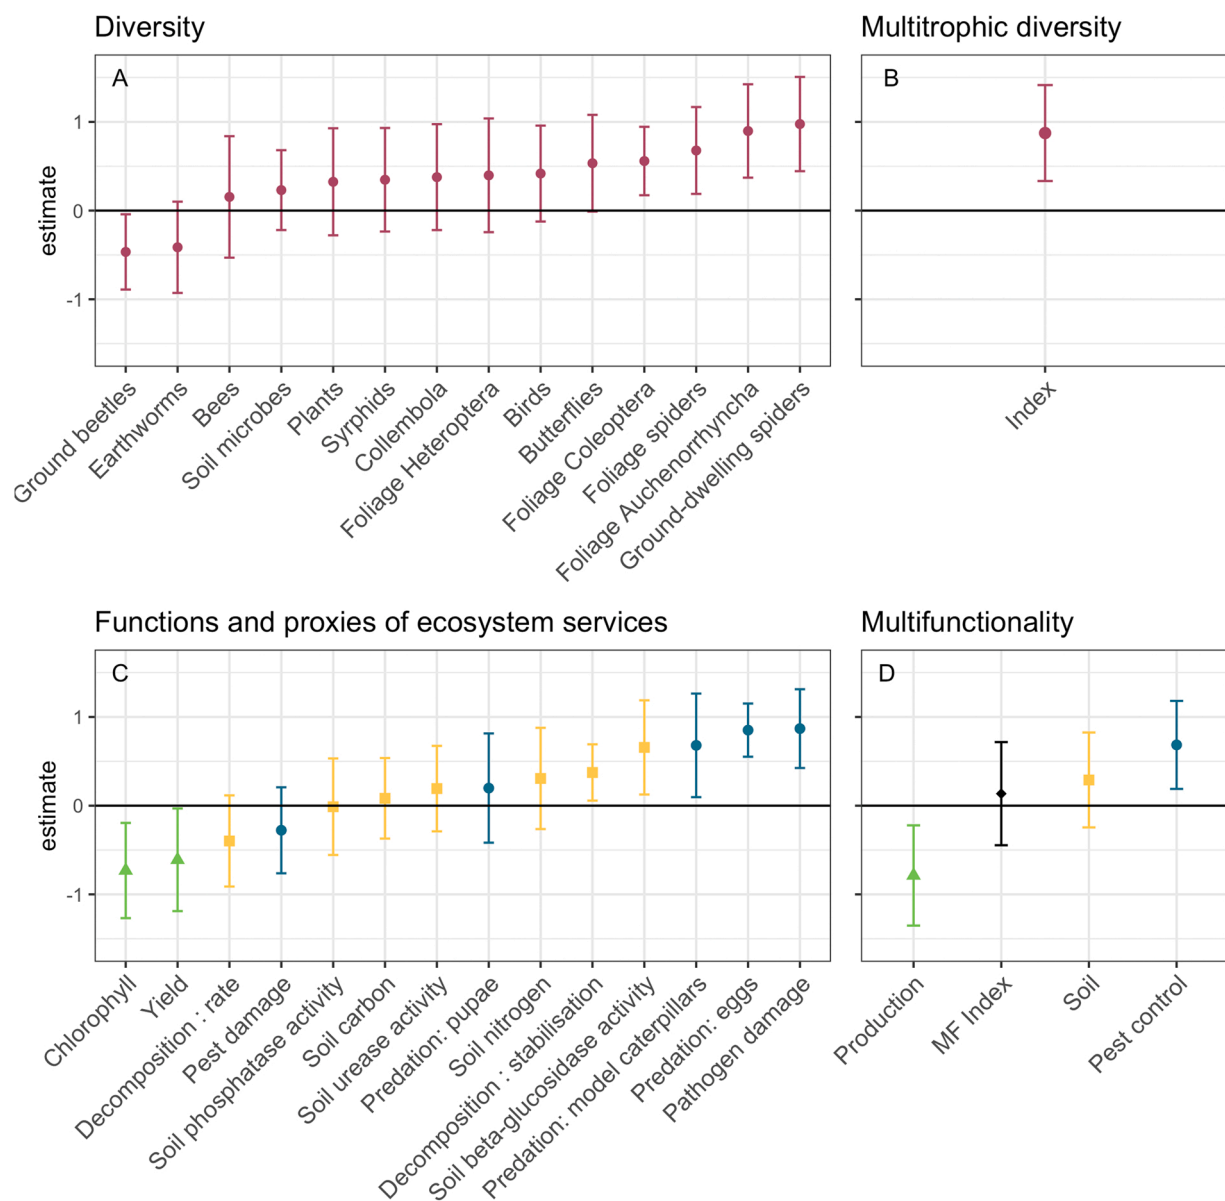 Diversity
Multitrophic diversity
A
B
estimate
1
0
-1
Ground beetles
Earthworms
Bees
Soil microbes
Plants
Syrphids
Collembola
Foliage Heteroptera
Birds
Butterflies
Foliage Coleoptera
Foliage spiders
Foliage Auchenorrhyncha
Ground-dwelling spiders
Index
Functions and proxies of ecosystem services
Multifunctionality
C
D
estimate
1
0
-1
Chlorophyll
Yield
Decomposition : rate
Pest damage
Soil phosphatase activity
Soil carbon
Soil urease activity
Predation: pupae
Soil nitrogen
Decomposition : stabilisation
Soil beta-glucosidase activity
Predation: model caterpillars
Predation: eggs
Pathogen damage
Production
MF Index
Soil
Pest control